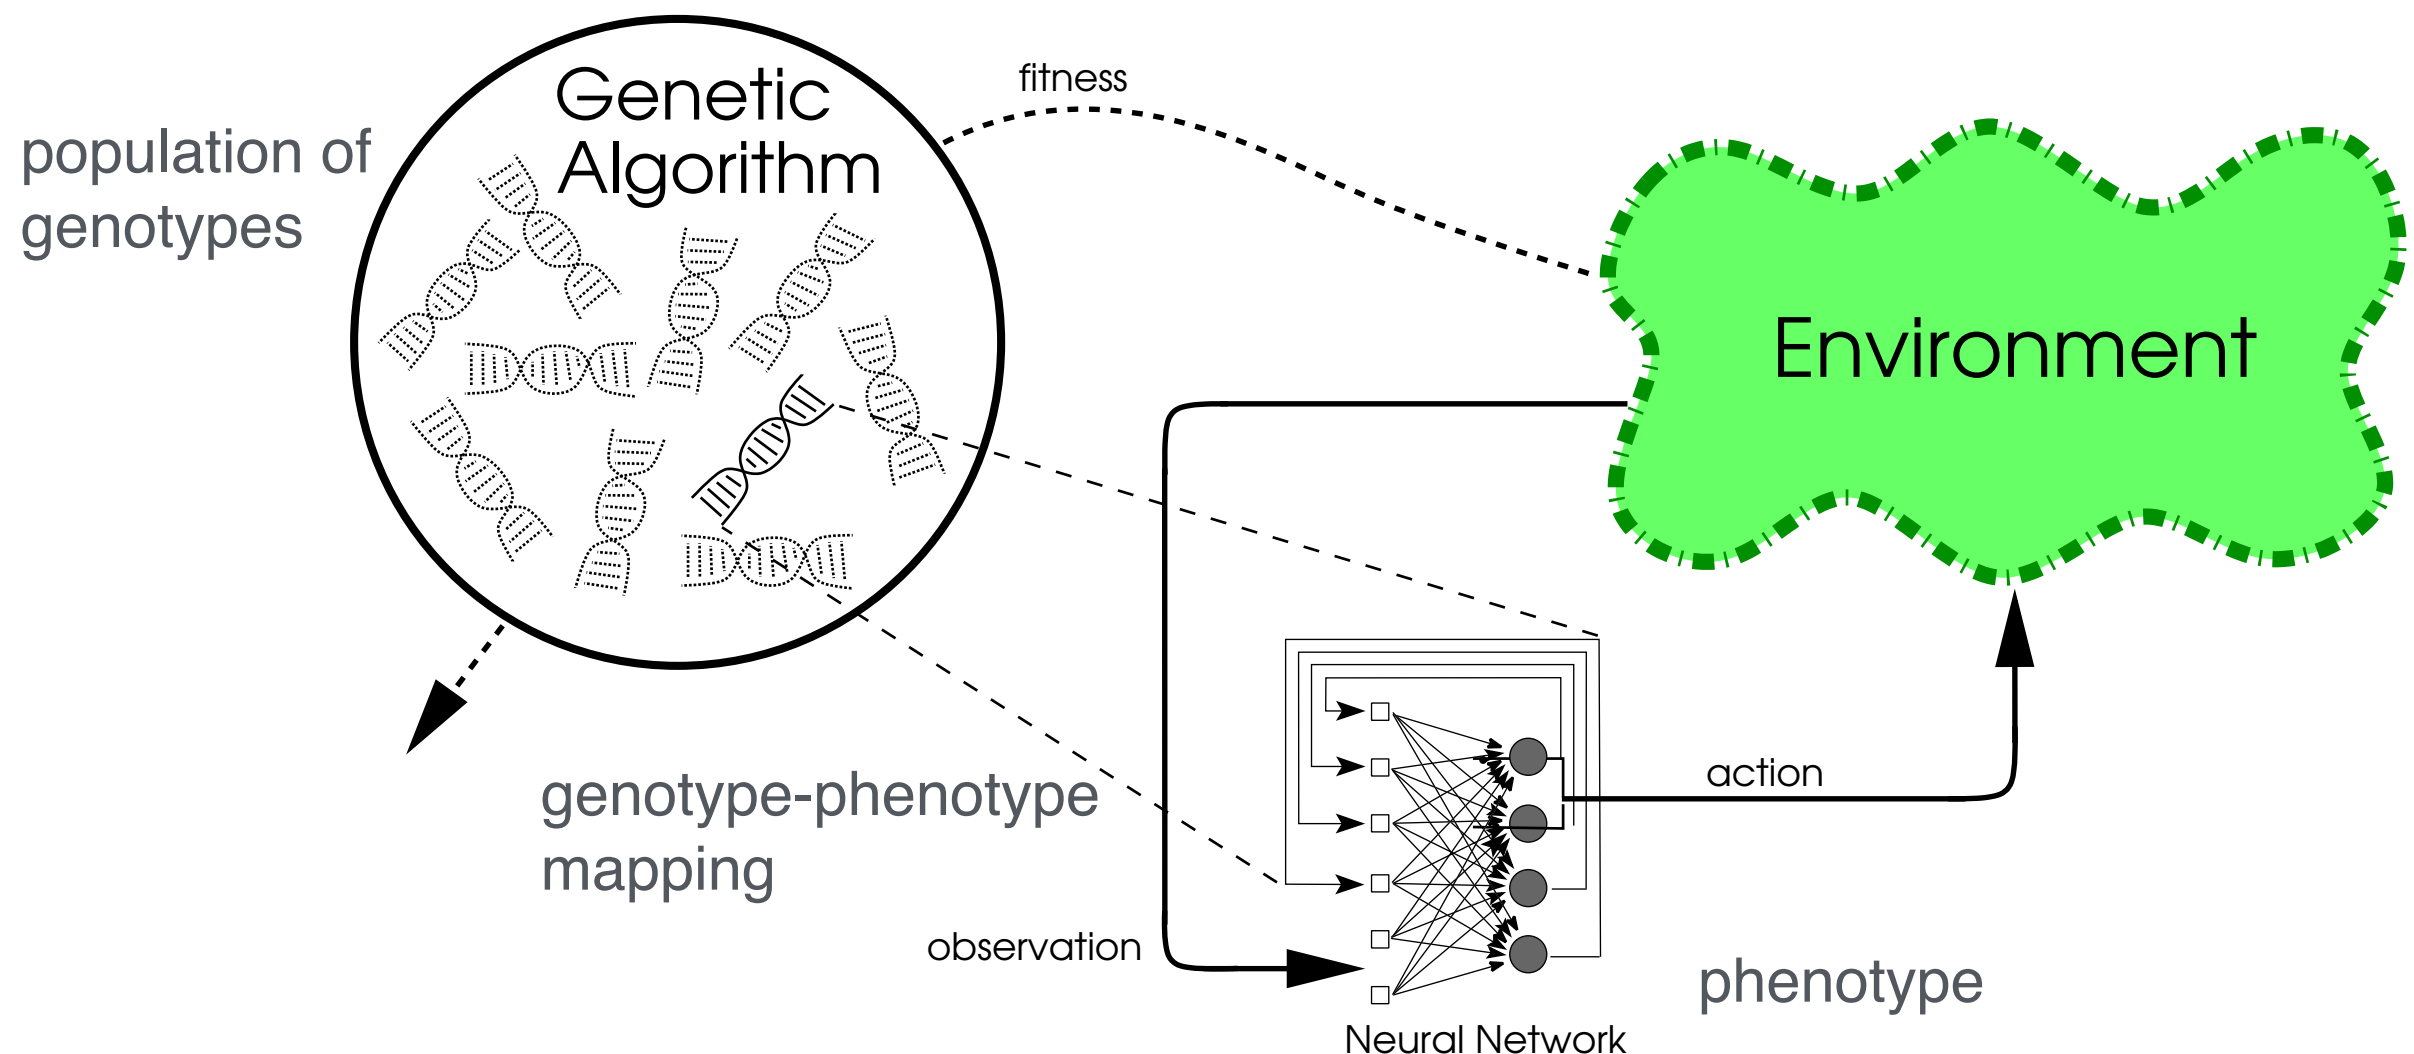 Genetic
Algorithm
fitness
population of
genotypes
Environment
genotype-phenotype
mapping
action
observation
phenotype
Neural Network